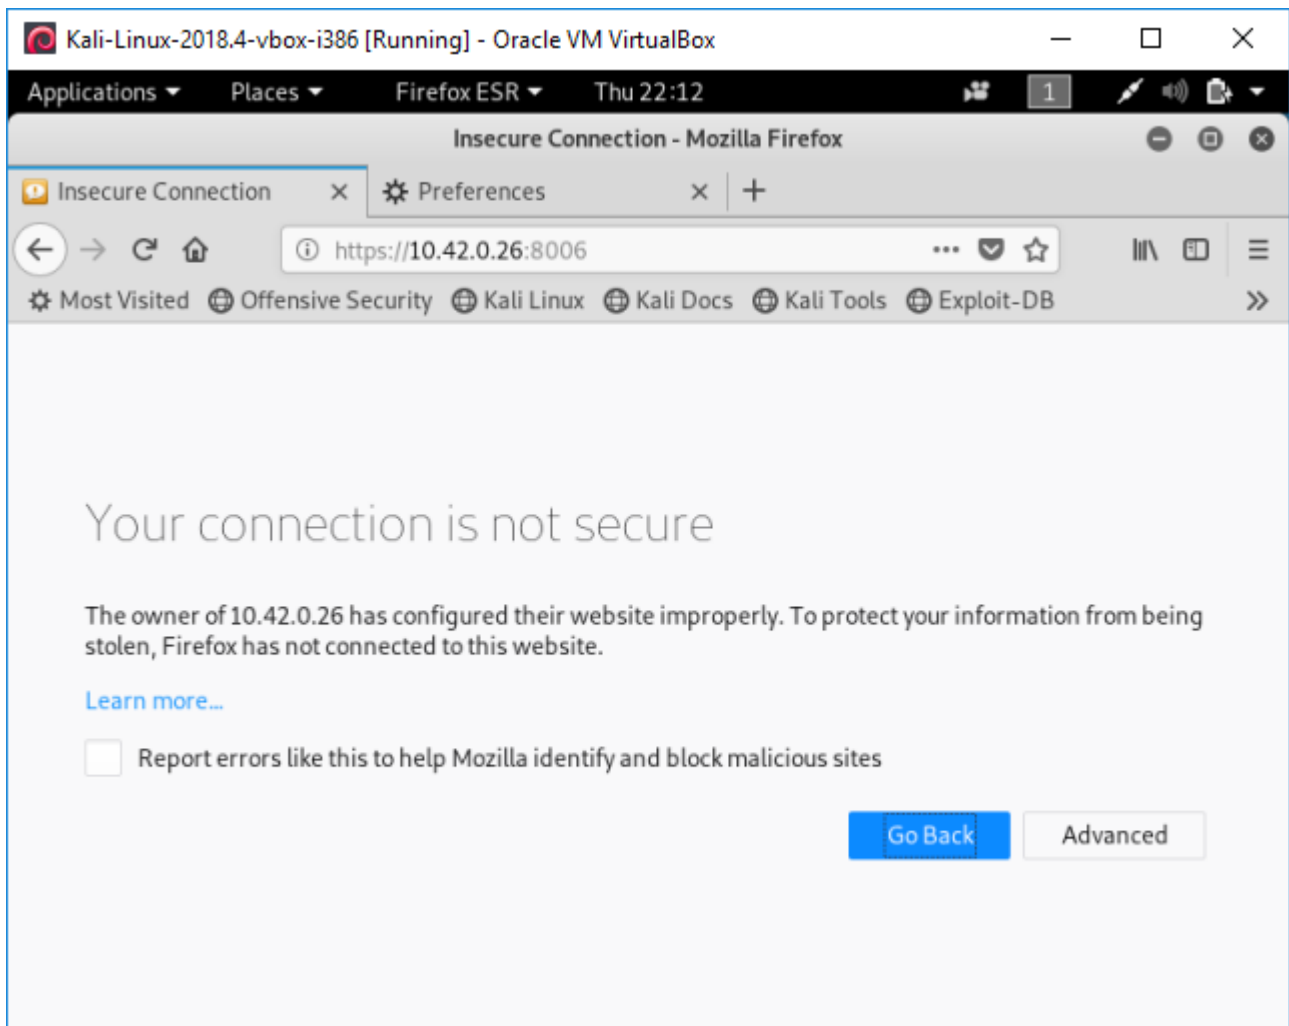 Kali-Linux-2018.4-vbox-i386 [Running] - Oracle VM VirtualBox
Applications Places Firefox ESR Thu 22:12 1
Insecure Connection - Mozilla Firefox
Insecure Connection Preferences
https://10.42.0.26:8006
Most Visited Offensive Security Kali Linux Kali Docs Kali Tools Exploit-DB
Your connection is not secure
The owner of 10.42.0.26 has configured their website improperly. To protect your information from being
stolen, Firefox has not connected to this website.
Learn more...
Report errors like this to help Mozilla identify and block malicious sites
Go Back Advanced